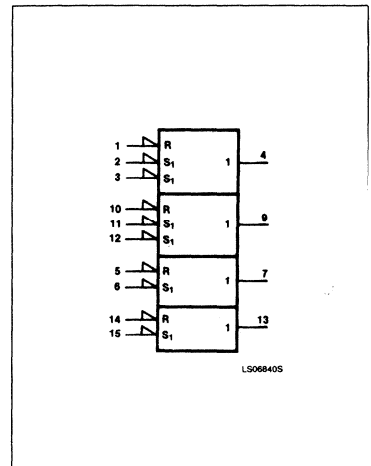 1 R
2 S₁ 1 4
3 S₁
10 R
11 S₁ 1 9
12 S₁
5 R
6 S₁ 1 7
14 R
15 S₁ 1 13
LS06840S